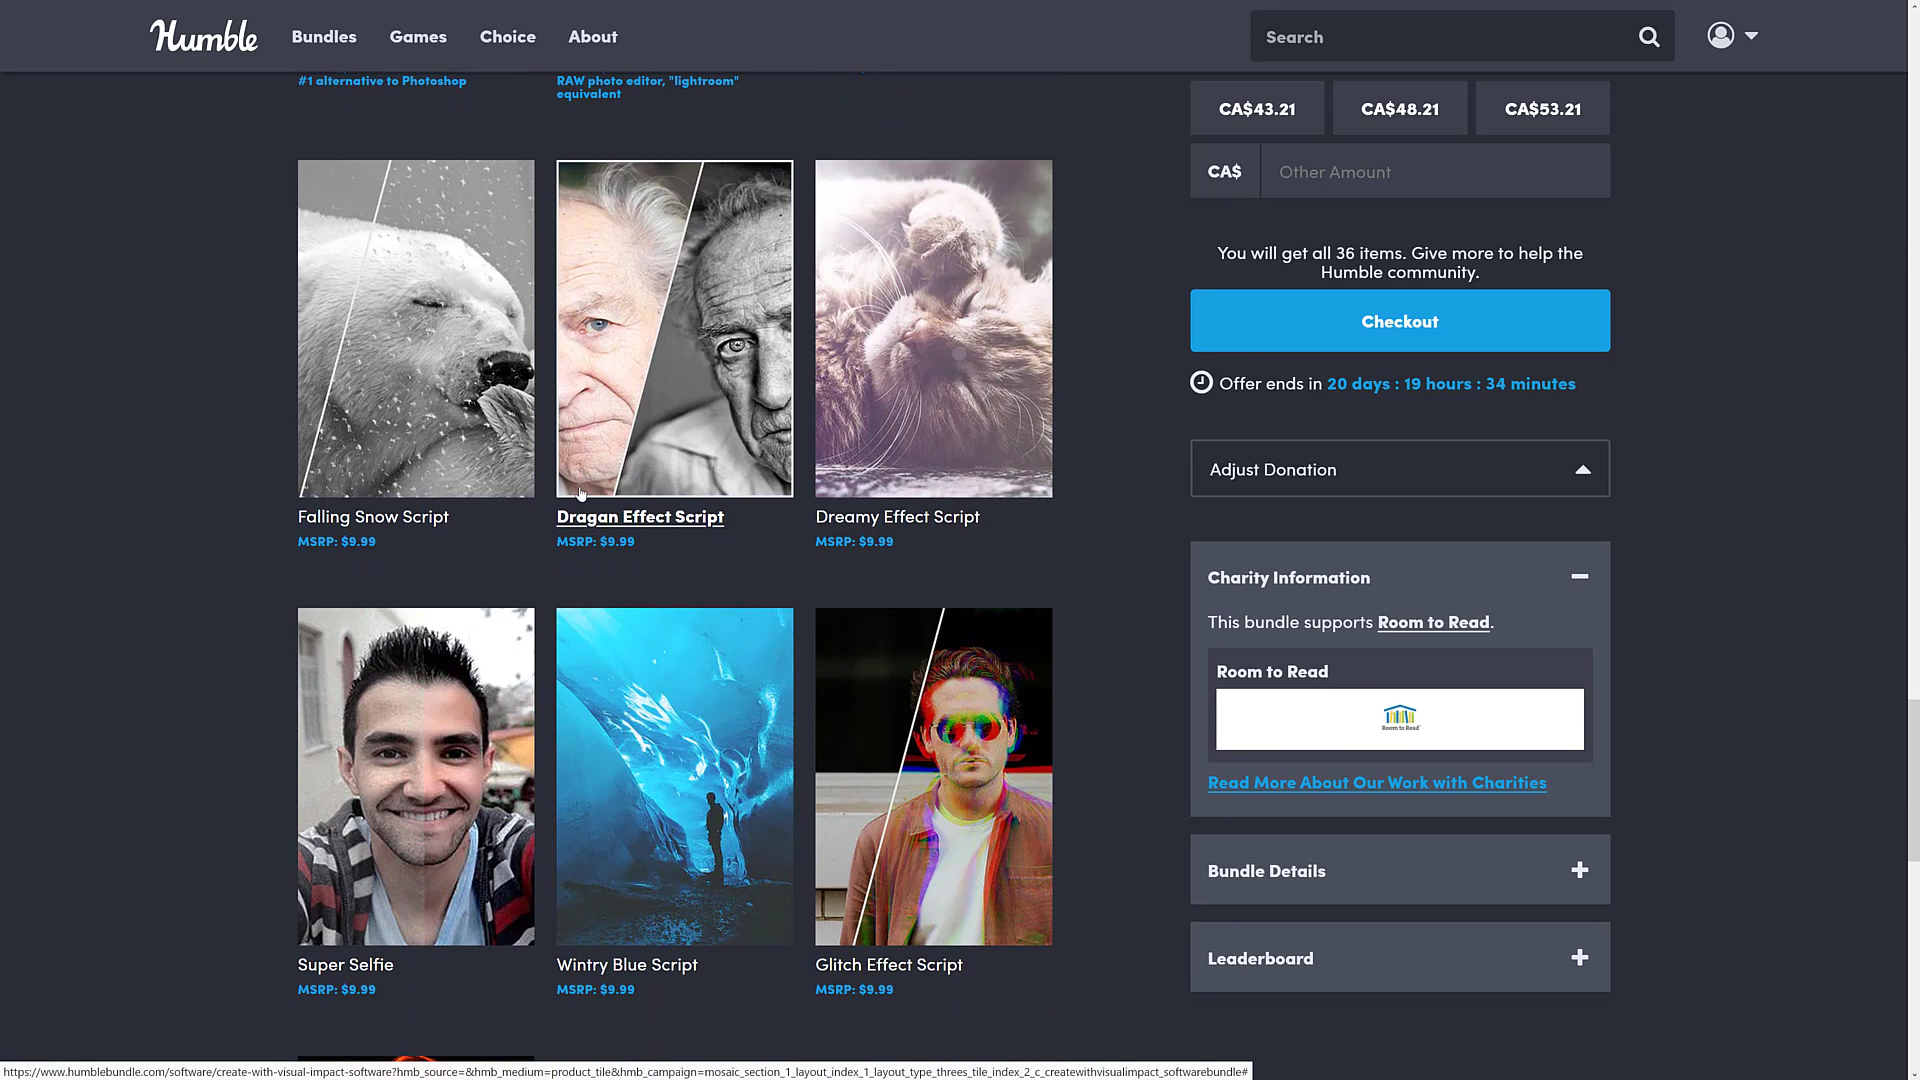 Humble
Bundles
Games
Choice
About
Search
#1 alternative to Photoshop
RAW photo editor, "lightroom"
equivalent
CA$43.21
CA$48.21
CA$53.21
CA$
Other Amount
You will get all 36 items. Give more to help the
Humble community.
Checkout
Offer ends in 20 days : 19 hours : 34 minutes
Adjust Donation
Falling Snow Script
MSRP: $9.99
Dragan Effect Script
MSRP: $9.99
Dreamy Effect Script
MSRP: $9.99
Charity Information
This bundle supports Room to Read.
Room to Read
Room to Read
Read More About Our Work with Charities
Bundle Details
Leaderboard
Super Selfie
MSRP: $9.99
Wintry Blue Script
MSRP: $9.99
Glitch Effect Script
MSRP: $9.99
https://www.humblebundle.com/software/create-with-visual-impact-software?hmb_source=&hmb_medium=product_tile&hmb_campaign=mosaic_section_1_layout_index_1_layout_type_threes_tile_index_2_c_createwithvisualimpact_softwarebundle#